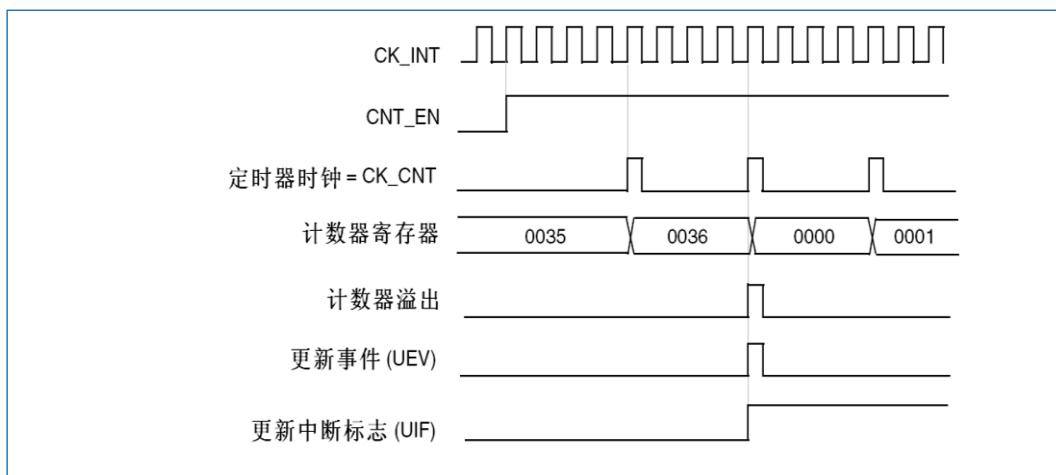 CK_INT
CNT_EN
定时器时钟 = CK_CNT
计数器寄存器 0035 0036 0000 0001
计数器溢出
更新事件 (UEV)
更新中断标志 (UIF)